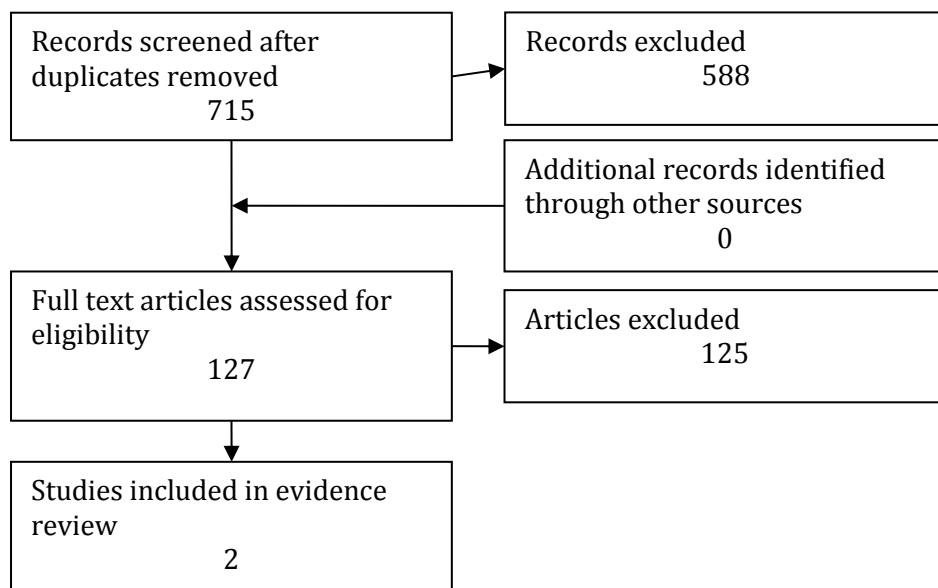 Records screened after
duplicates removed
715
Records excluded
588
Additional records identified
through other sources
0
Full text articles assessed for
eligibility
127
Articles excluded
125
Studies included in evidence
review
2